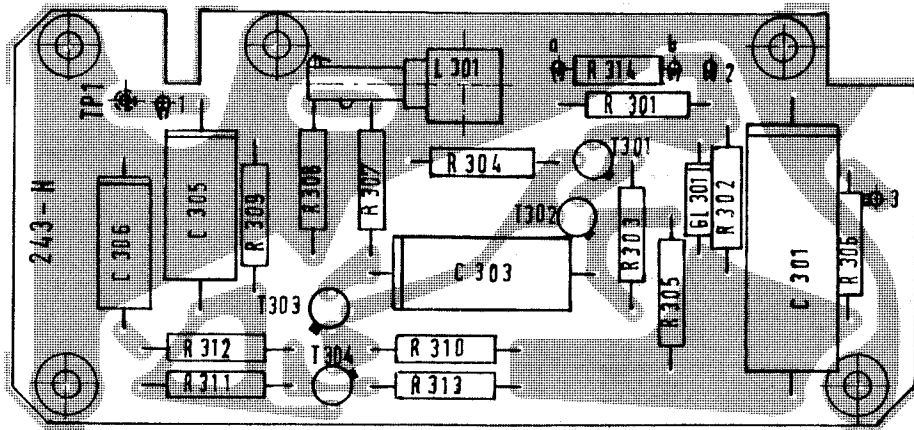 a
b
R 314
2
L 301
TP1
1
R 301
T301
R 304
R 308
R 307
C 305
R 309
GL 301
R 302
3
T302
R 303
C 306
243-N
C 303
C 301
R 306
R 305
T303
R 312
T304
R 310
R 311
R 313